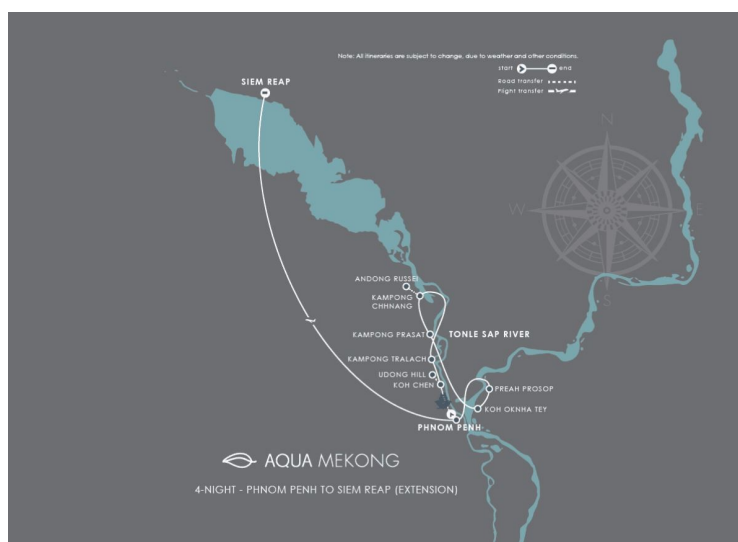 Note: All itineraries are subject to change, due to weather and other conditions.
start end
Road transfer
Flight transfer
SIEM REAP
N
W
E
S
ANDONG RUSSEI
KAMPONG
CHHNANG
KAMPONG PRASAT
TONLE SAP RIVER
KAMPONG TRALACH
UDONG HILL
KOH CHEN
PREAH PROSOP
KOH OKNHA TEY
PHNOM PENH
AQUA MEKONG
4-NIGHT - PHNOM PENH TO SIEM REAP (EXTENSION)